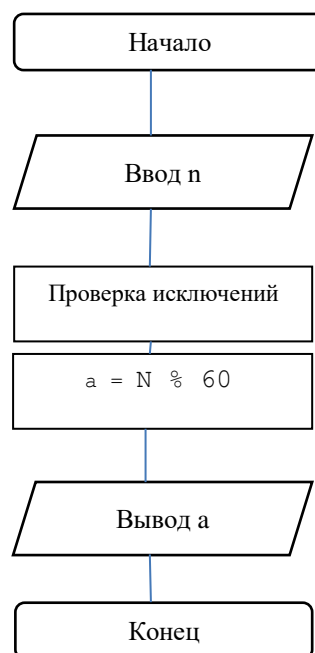 Начало
Ввод n
Проверка исключений
a = N % 60
Вывод a
Конец